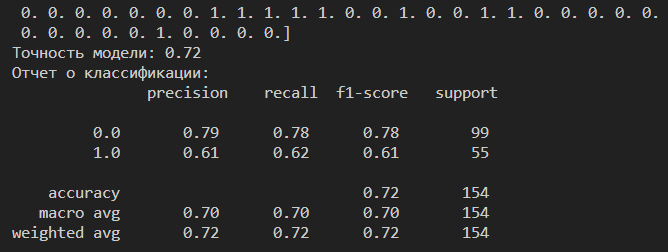 0. 0. 0. 0. 0. 0. 0. 0. 1. 1. 1. 1. 1. 0. 0. 1. 0. 0. 1. 1. 0. 0. 0. 0. 0.
0. 0. 0. 0. 0. 0. 1. 0. 0. 0. 0.]
Точность модели: 0.72
Отчет о классификации:
precision recall f1-score support
0.0 0.79 0.78 0.78 99
1.0 0.61 0.62 0.61 55
accuracy 0.72 154
macro avg 0.70 0.70 0.70 154
weighted avg 0.72 0.72 0.72 154